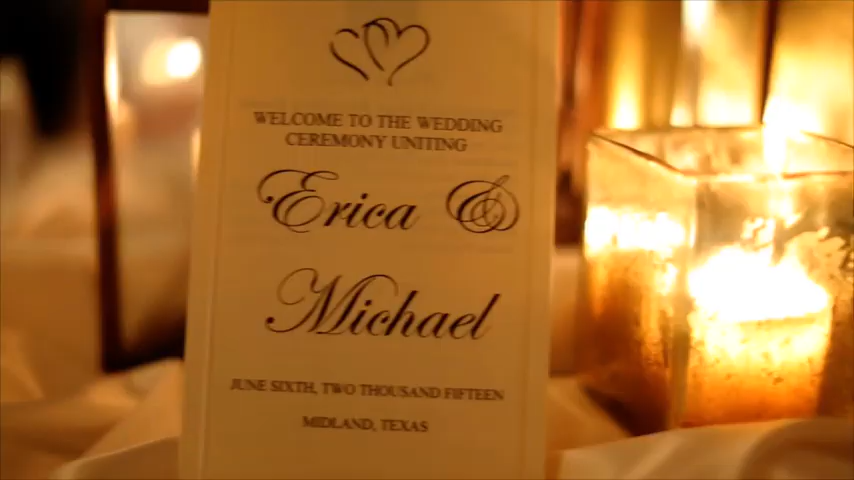 WELCOME TO THE WEDDING
CEREMONY UNITING
Erica &
Michael
JUNE SIXTH, TWO THOUSAND FIFTEEN
MIDLAND, TEXAS